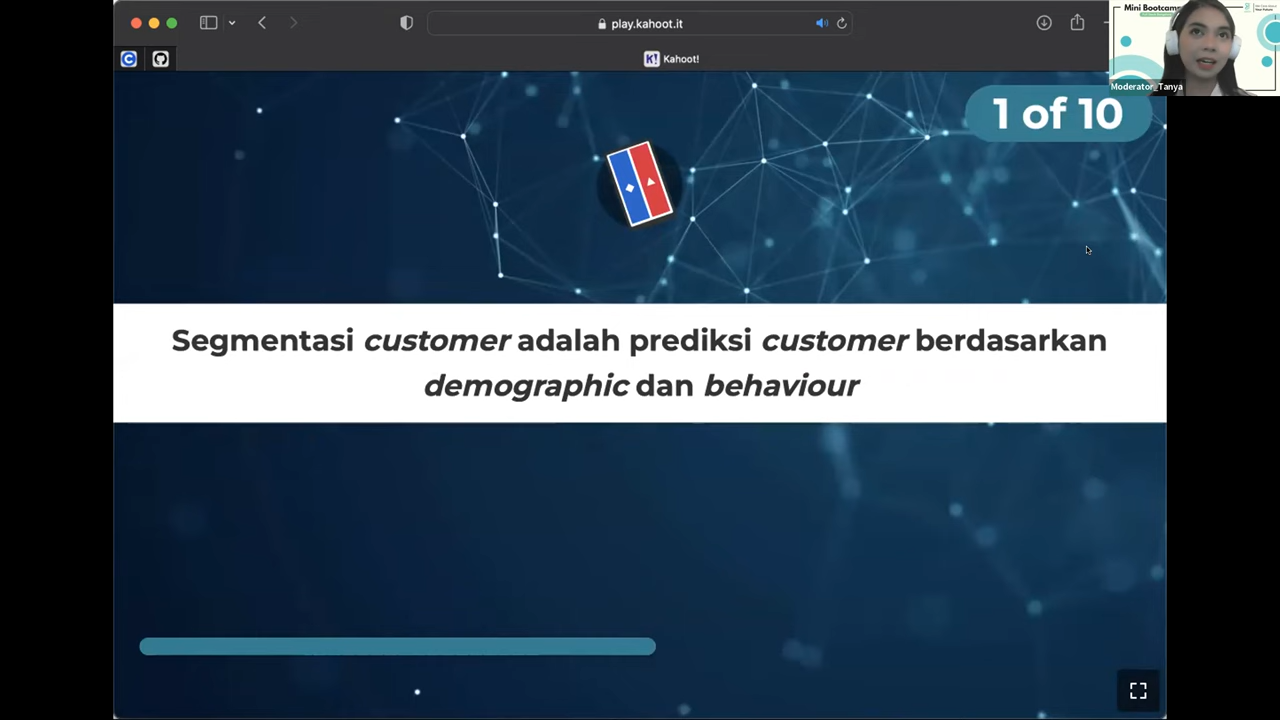 play.kahoot.it
Kahoot!
K!
Mini Bootcamp
Moderator_Tanya
1 of 10
Segmentasi customer adalah prediksi customer berdasarkan
demographic dan behaviour